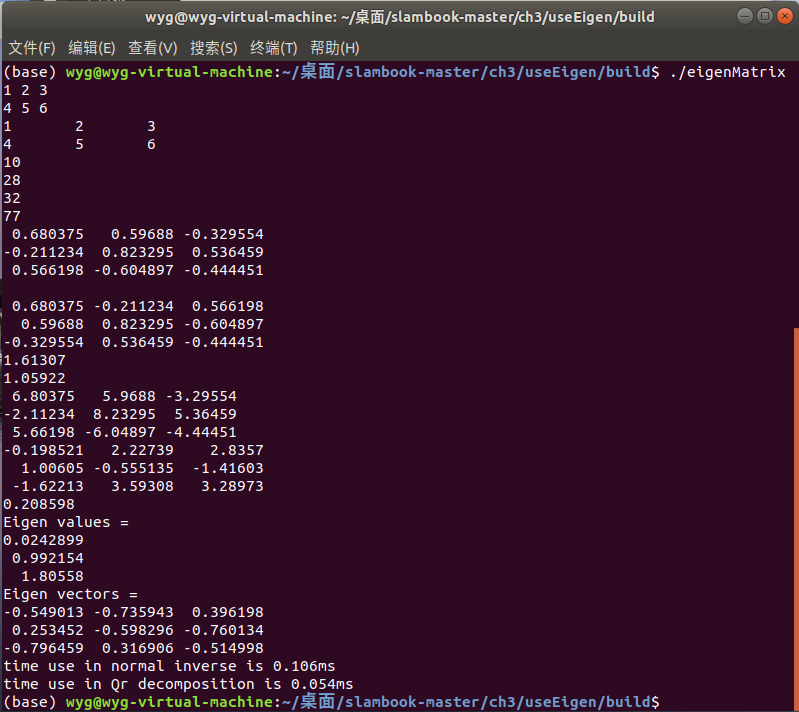 wyg@wyg-virtual-machine: ~/桌面/slambook-master/ch3/useEigen/build
文件(F) 编辑(E) 查看(V) 搜索(S) 终端(T) 帮助(H)
(base) wyg@wyg-virtual-machine:~/桌面/slambook-master/ch3/useEigen/build$ ./eigenMatrix
1 2 3
4 5 6
1       2       3
4       5       6
10
28
32
77
 0.680375   0.59688 -0.329554
-0.211234  0.823295  0.536459
 0.566198 -0.604897 -0.444451

 0.680375 -0.211234  0.566198
  0.59688  0.823295 -0.604897
-0.329554  0.536459 -0.444451
1.61307
1.05922
 6.80375   5.9688 -3.29554
-2.11234  8.23295  5.36459
 5.66198 -6.04897 -4.44451
-0.198521   2.22739    2.8357
  1.00605 -0.555135  -1.41603
 -1.62213   3.59308   3.28973
0.208598
Eigen values =
0.0242899
 0.992154
  1.80558
Eigen vectors =
-0.549013 -0.735943  0.396198
 0.253452 -0.598296 -0.760134
-0.796459  0.316906 -0.514998
time use in normal inverse is 0.106ms
time use in Qr decomposition is 0.054ms
(base) wyg@wyg-virtual-machine:~/桌面/slambook-master/ch3/useEigen/build$